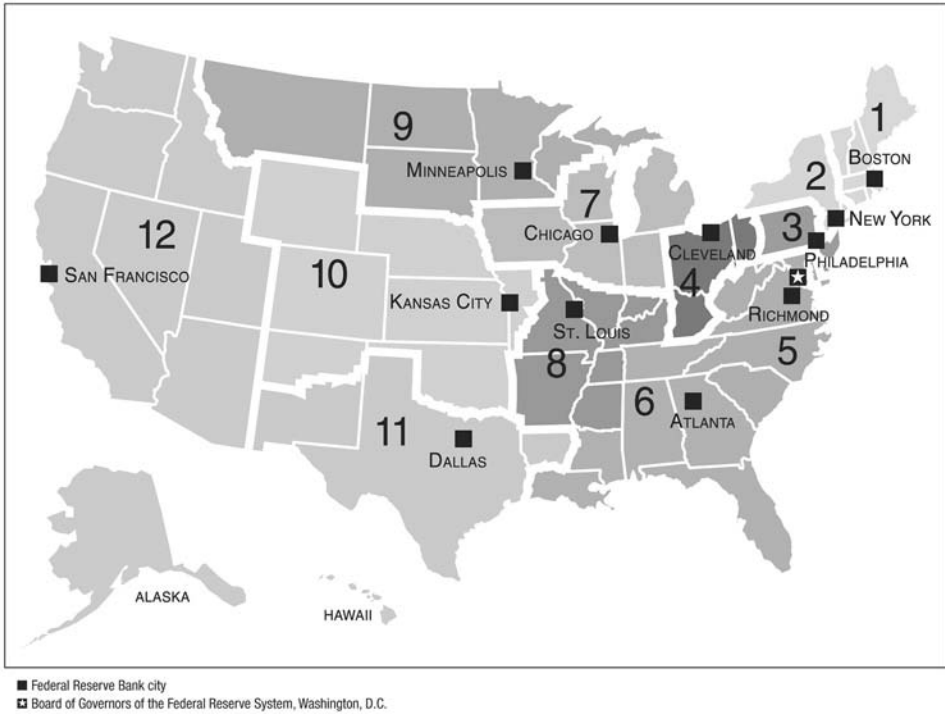 1
BOSTON
9
2
MINNEAPOLIS
7
NEW YORK
3
12
CHICAGO
CLEVELAND
PHILADELPHIA
SAN FRANCISCO
10
4
KANSAS CITY
RICHMOND
ST. LOUIS
5
8
6
ATLANTA
11
DALLAS
ALASKA
HAWAII
Federal Reserve Bank city
Board of Governors of the Federal Reserve System, Washington, D.C.